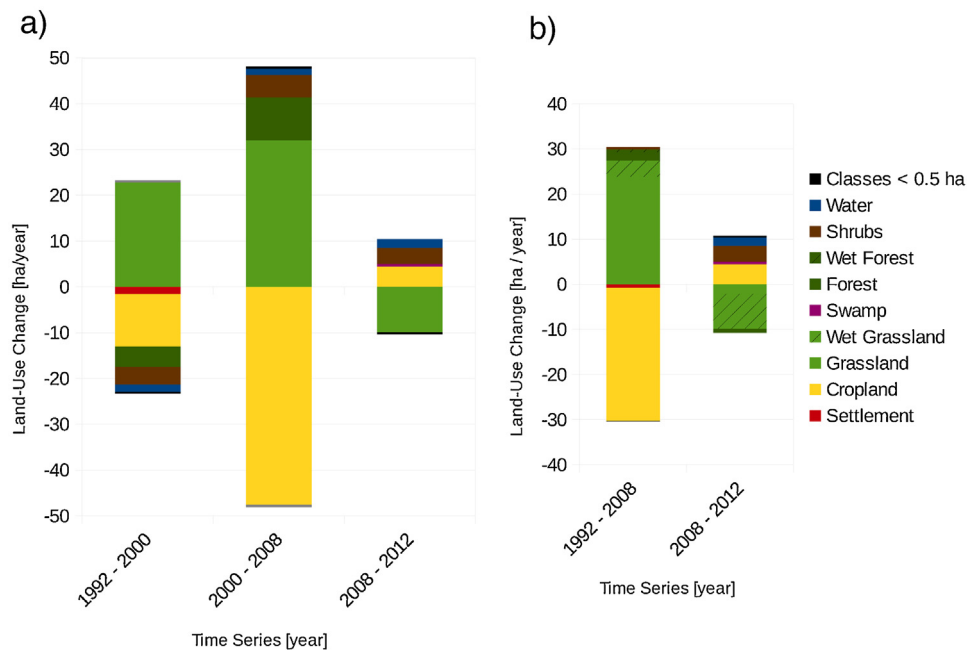 a)
50
40
30
20
10
0
-10
-20
-30
-40
-50
Land-Use Change [ha/year]
1992 - 2000
2000 - 2008
2008 - 2012
Time Series [year]
b)
40
30
20
10
0
-10
-20
-30
-40
Land-Use Change [ha / year]
1992 - 2008
2008 - 2012
Time Series [year]
Classes < 0.5 ha
Water
Shrubs
Wet Forest
Forest
Swamp
Wet Grassland
Grassland
Cropland
Settlement